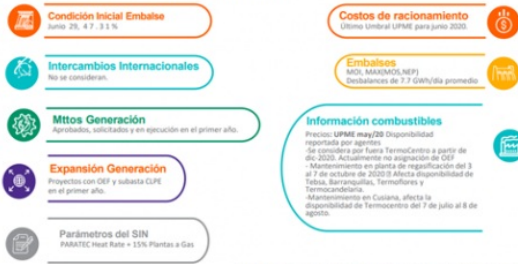 Condición Inicial Embalse
Junio 29, 47.31%
Intercambios Internacionales
No se consideran.
Mttos Generación
Aprobados, solicitados y en ejecución en el primer año.
Expansión Generación
Proyectos con OEF y subasta CLPE
en el primer año.
Parámetros del SIN
PARATEC Heat Rate + 15% Plantas a Gas
Costos de racionamiento
Último Umbral UPME para junio 2020.
Embalses
MOI, MAX(MOS,NEP)
Desbalances de 7.7 GWh/día promedio
Información combustibles
Precios: UPME may/20 Disponibilidad
reportada por agentes
-Se considera por fuera TermoCentro a partir de
dic-2020. Actualmente no asignación de OEF
- Mantenimiento en planta de regasificación del 3
al 7 de octubre de 2020 Afecta disponibilidad de
Tebsa, Barranquillas, Termoflores y
Termocandelaria.
-Mantenimiento en Cusiana, afecta la
disponibilidad de Termocentro del 7 de julio al 8 de
agosto.